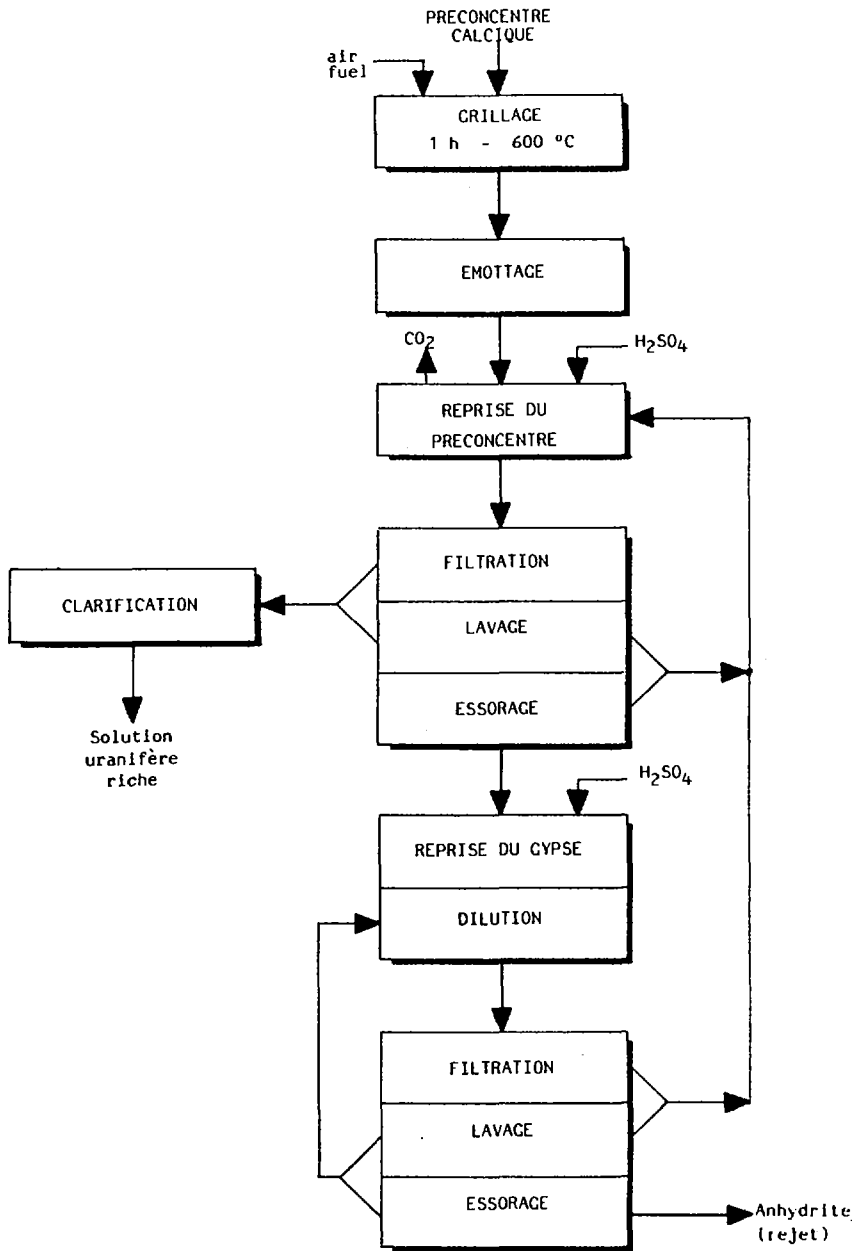 PRECONCENTRE
CALCIQUE
air
fuel
GRILLAGE
1 h - 600 °C
EMOTTAGE
CO2
H2SO4
REPRISE DU
PRECONCENTRE
FILTRATION
CLARIFICATION
LAVAGE
ESSORAGE
Solution
uranifère
riche
H2SO4
REPRISE DU GYPSE
DILUTION
FILTRATION
LAVAGE
ESSORAGE
Anhydrite
(rejet)